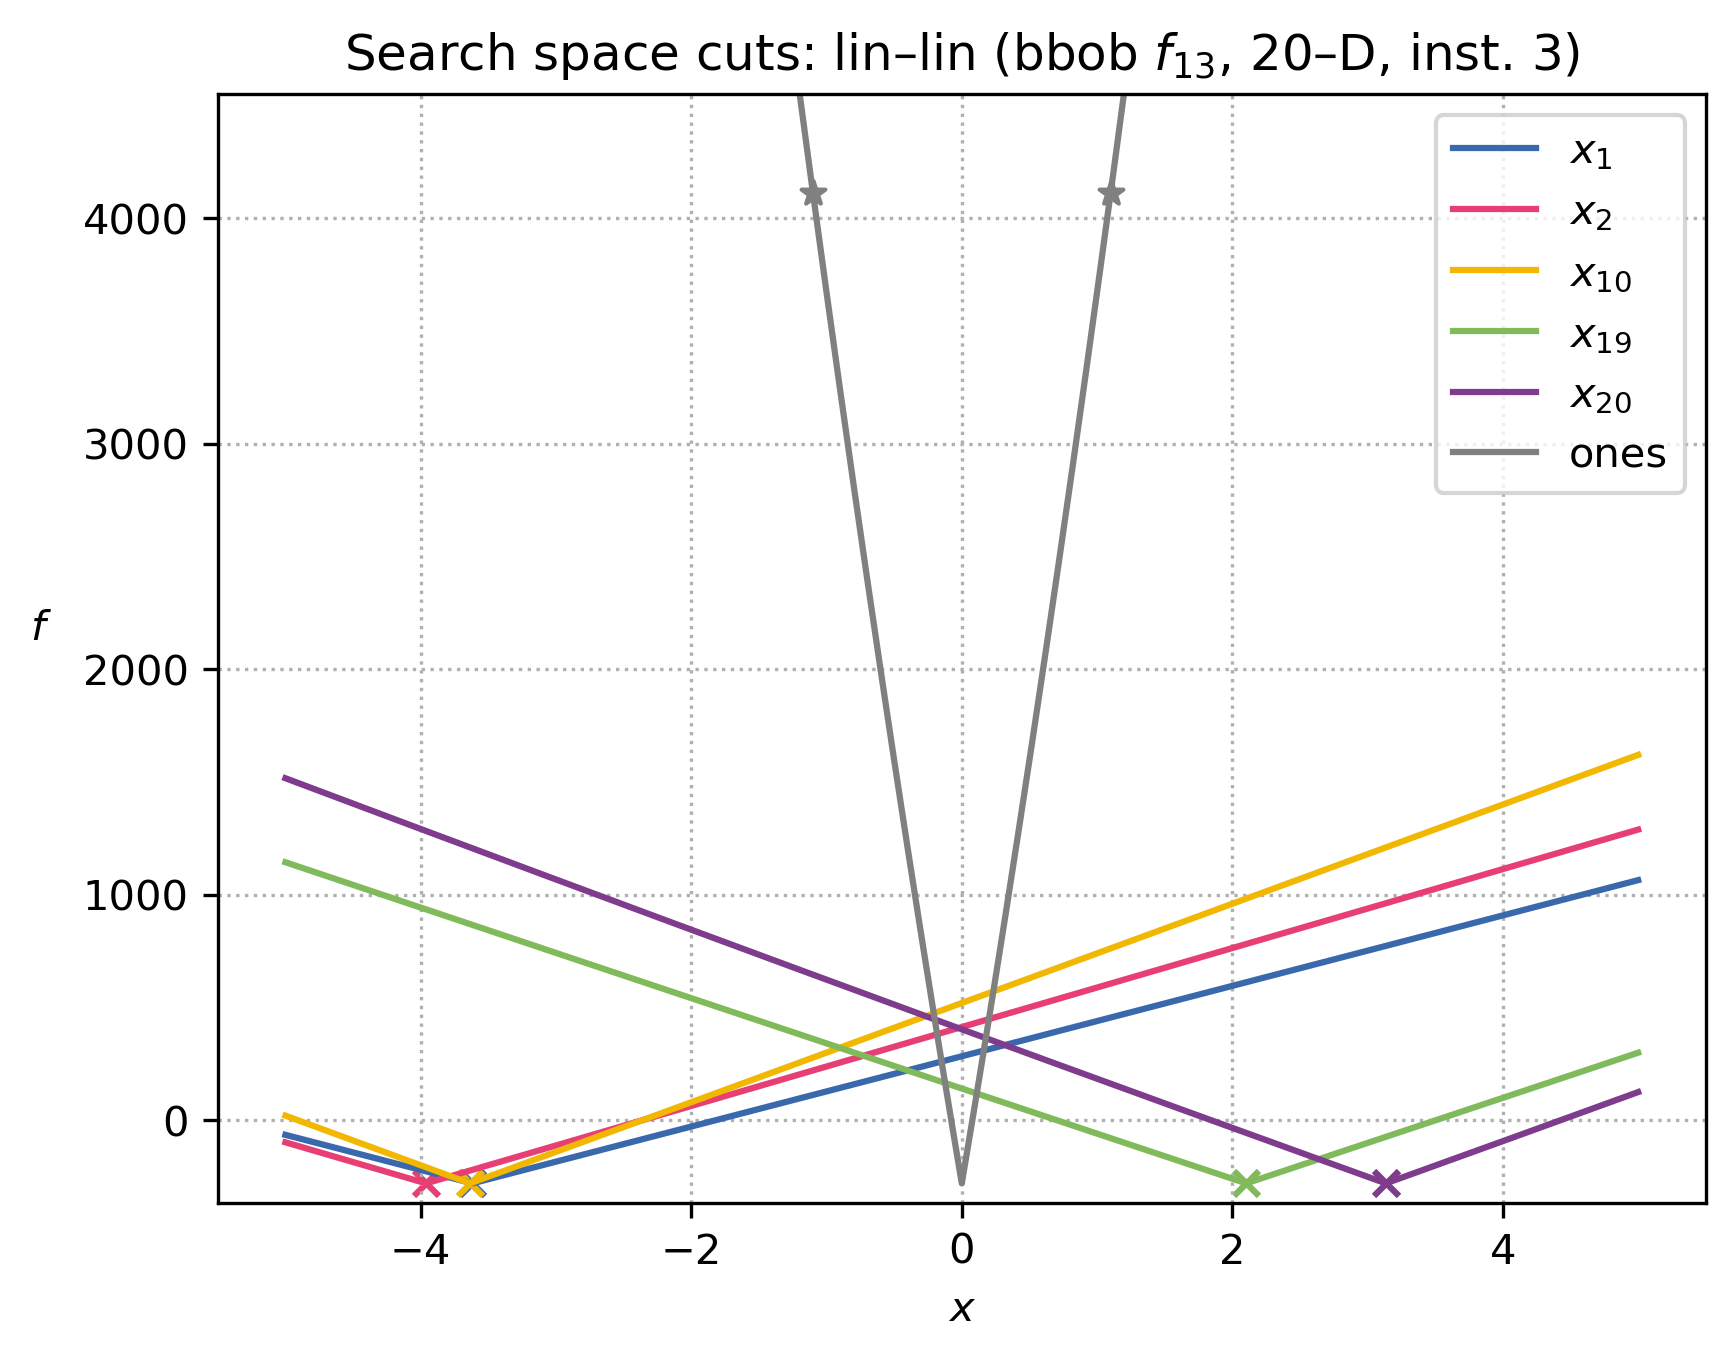 Search space cuts: lin–lin (bbob f₁₃, 20–D, inst. 3)
x₁
x₂
x₁₀
x₁₉
x₂₀
ones
4000
3000
2000
1000
0
f
−4 −2 0 2 4
x